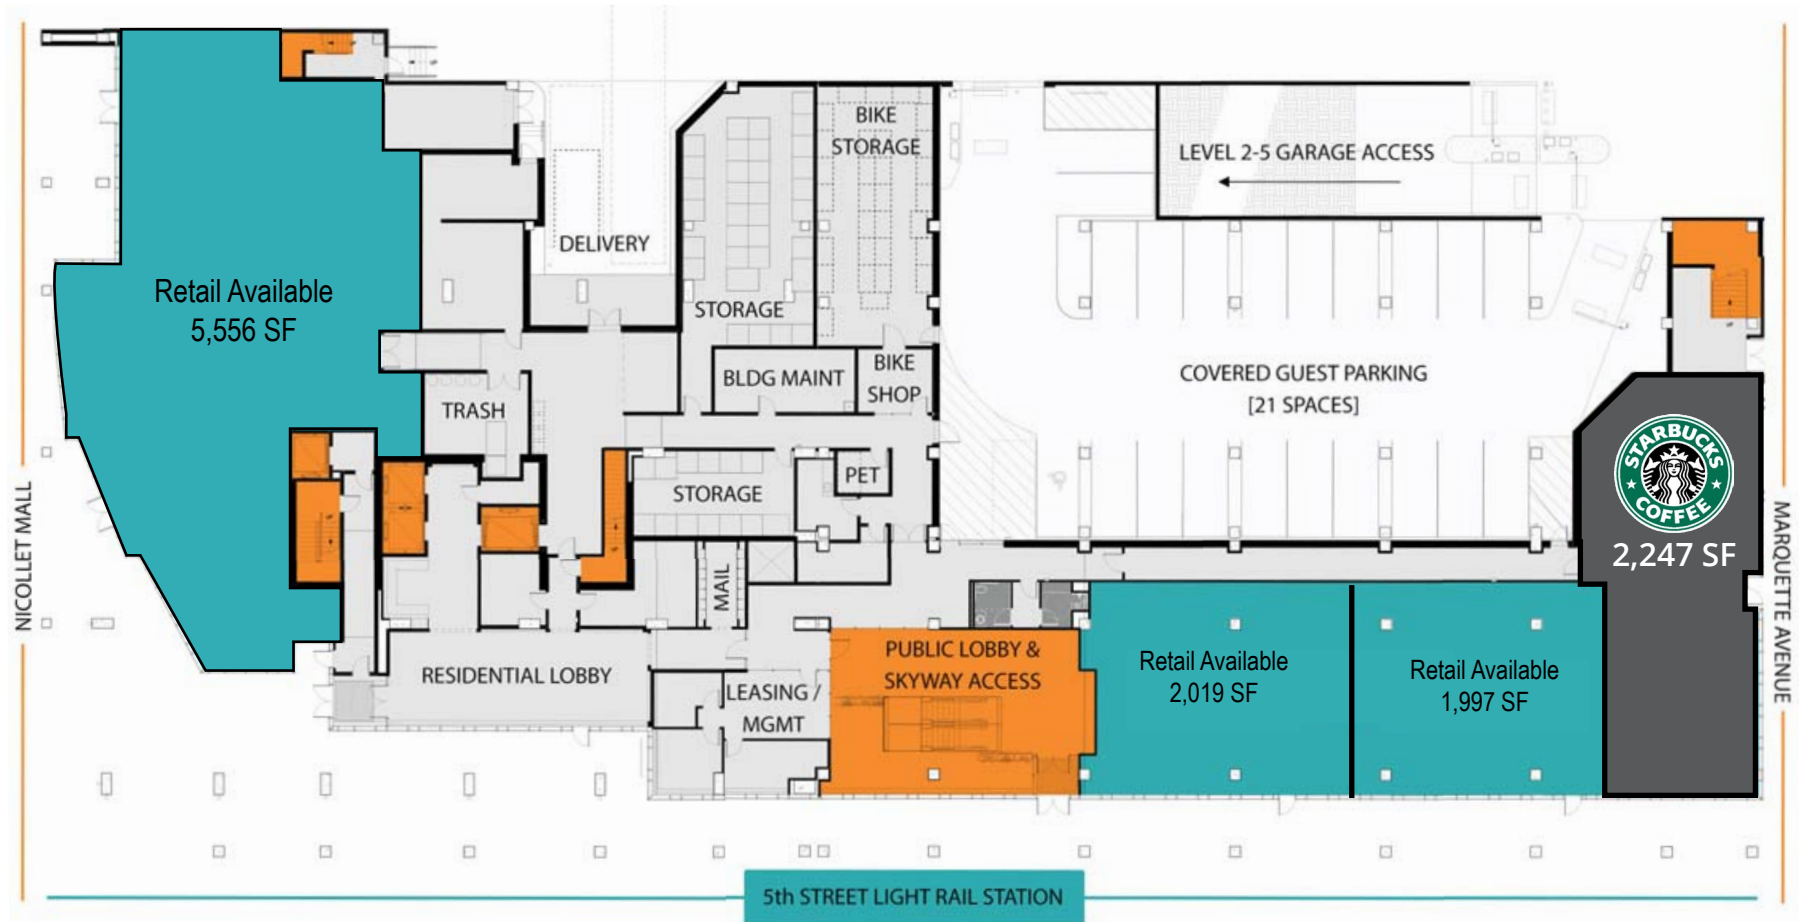 BIKE
STORAGE
LEVEL 2-5 GARAGE ACCESS
DELIVERY
Retail Available
5,556 SF
STORAGE
BLDG MAINT
BIKE
SHOP
COVERED GUEST PARKING
[21 SPACES]
TRASH
STARBUCKS
COFFEE
2,247 SF
PET
STORAGE
NICOLLET MALL
MARQUETTE AVENUE
MAIL
RESIDENTIAL LOBBY
LEASING /
MGMT
PUBLIC LOBBY &
SKYWAY ACCESS
Retail Available
2,019 SF
Retail Available
1,997 SF
5th STREET LIGHT RAIL STATION